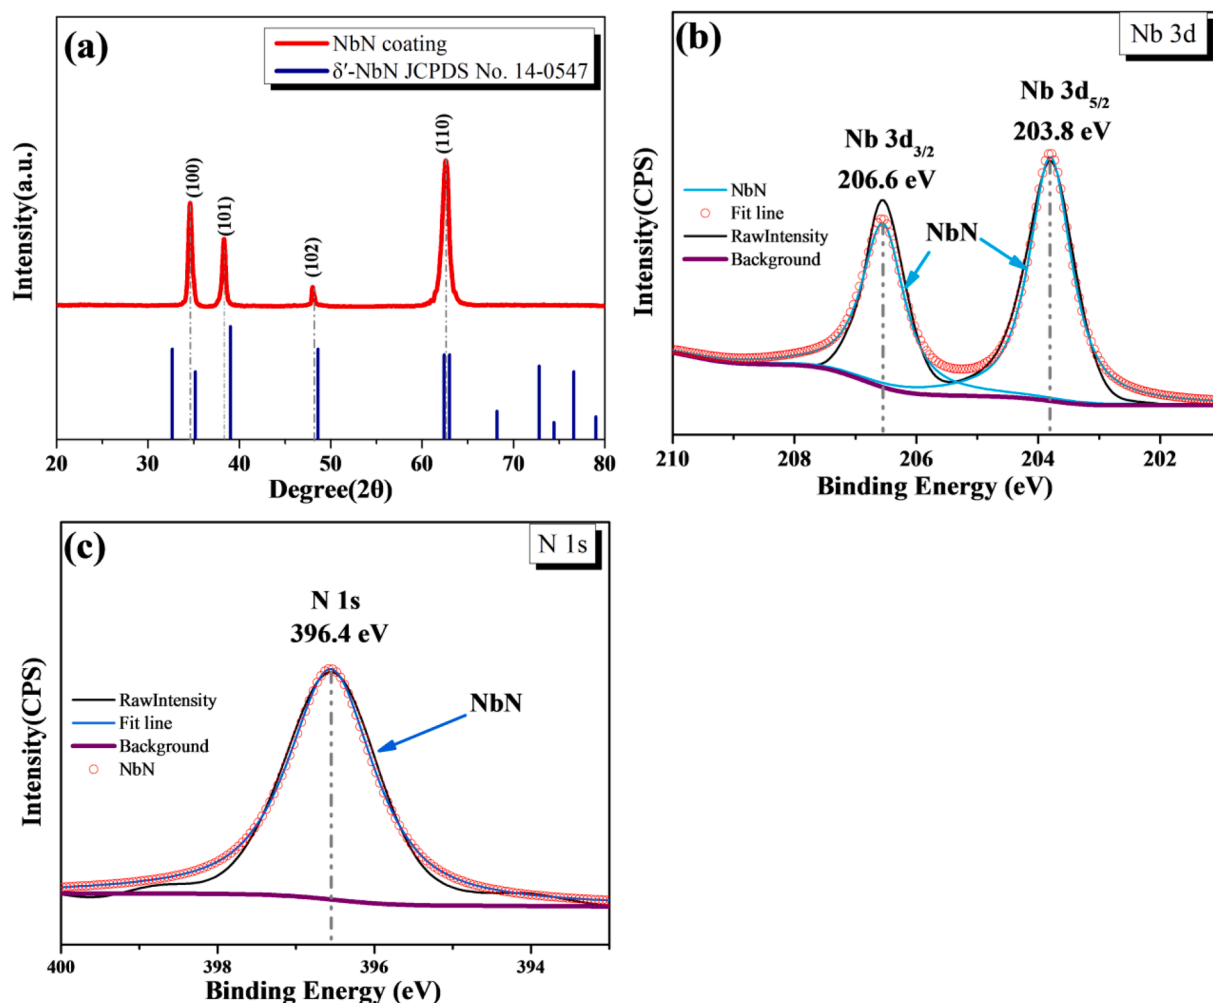 (a)
NbN coating
δ′-NbN JCPDS No. 14-0547
(100)
(101)
(102)
(110)
Intensity(a.u.)
20 30 40 50 60 70 80
Degree(2θ)
(b)
Nb 3d
Nb 3d5/2
203.8 eV
Nb 3d3/2
206.6 eV
NbN
Fit line
RawIntensity
Background
NbN
Intensity(CPS)
210 208 206 204 202
Binding Energy (eV)
(c)
N 1s
N 1s
396.4 eV
RawIntensity
Fit line
Background
NbN
NbN
Intensity(CPS)
400 398 396 394
Binding Energy (eV)